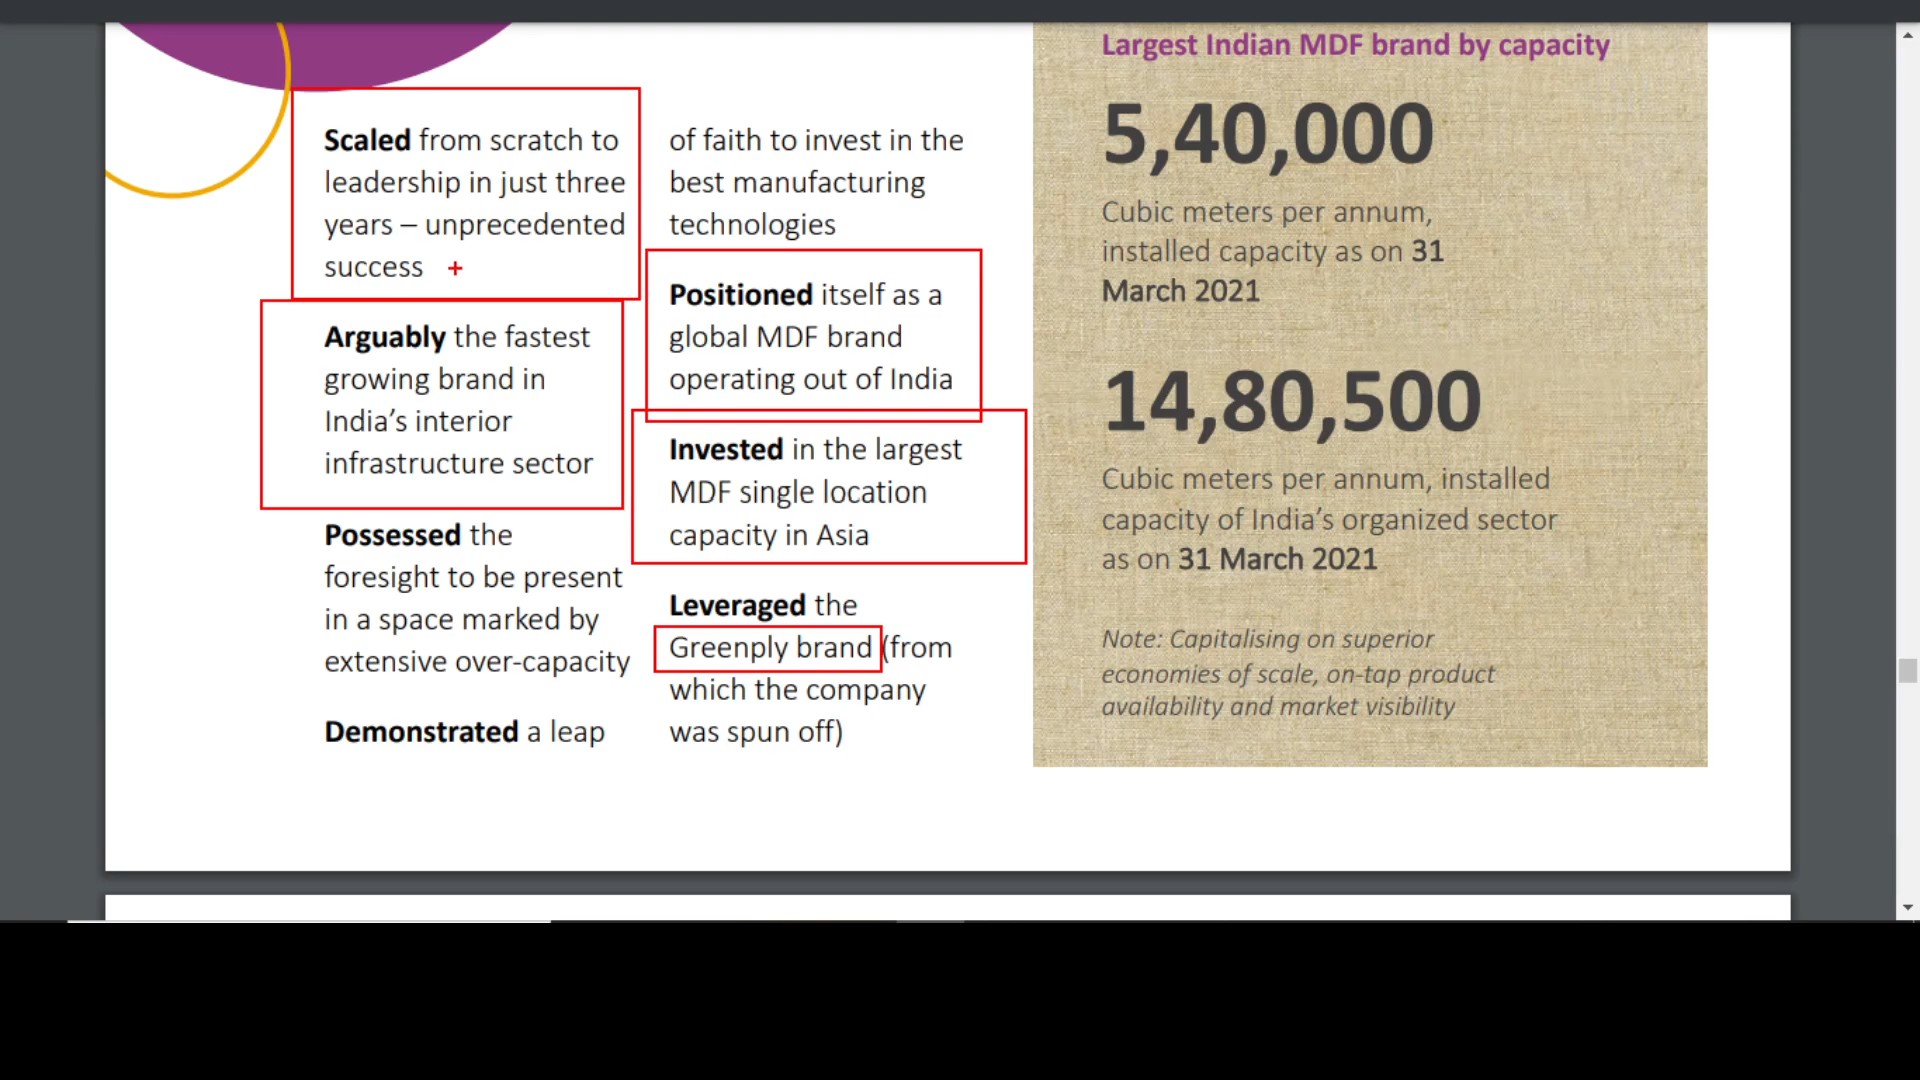 Scaled from scratch to
leadership in just three
years – unprecedented
success
Arguably the fastest
growing brand in
India’s interior
infrastructure sector
Possessed the
foresight to be present
in a space marked by
extensive over-capacity
Demonstrated a leap
of faith to invest in the
best manufacturing
technologies
Positioned itself as a
global MDF brand
operating out of India
Invested in the largest
MDF single location
capacity in Asia
Leveraged the
Greenply brand (from
which the company
was spun off)
Largest Indian MDF brand by capacity
5,40,000
Cubic meters per annum,
installed capacity as on 31
March 2021
14,80,500
Cubic meters per annum, installed
capacity of India’s organized sector
as on 31 March 2021
Note: Capitalising on superior
economies of scale, on-tap product
availability and market visibility